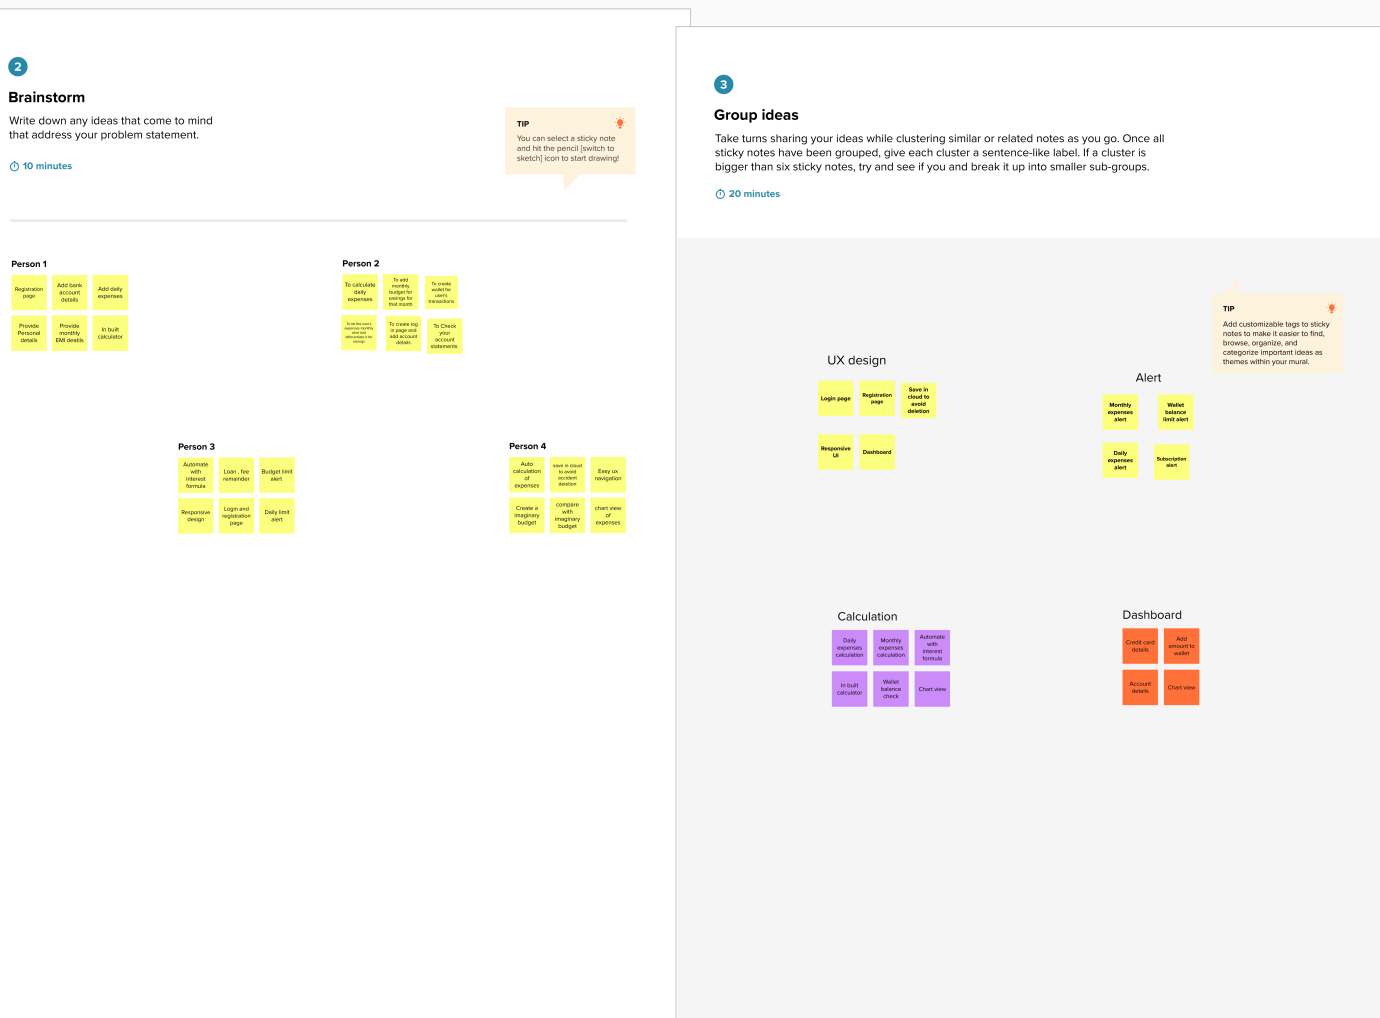 2
Brainstorm
Write down any ideas that come to mind
that address your problem statement.
10 minutes
TIP
You can select a sticky note
and hit the pencil [switch to
sketch] icon to start drawing!
Person 1
Registration
page
Add bank
account
details
Add daily
expenses
Provide
Personal
details
Provide
monthly
EMI deatils
In built
calculator
Person 2
To calculate
daily
expenses
To add
monthly
budget for
savings for
that month
To create
wallet for
user's
transactions
expenses monthly
wise and
differentiate it for
savings
To create log
in page and
add account
details
To Check
your
account
statements
Person 3
Automate
with
interest
formula
Loan , fee
remainder
Budget limit
alert
Responsive
design
Login and
registration
page
Daily limit
alert
Person 4
Auto
calculation
of
expenses
save in cloud
to avoid
accident
deletion
Easy ux
navigation
Create a
imaginary
budget
compare
with
imaginary
budget
chart view
of
expenses
3
Group ideas
Take turns sharing your ideas while clustering similar or related notes as you go. Once all
sticky notes have been grouped, give each cluster a sentence-like label. If a cluster is
bigger than six sticky notes, try and see if you and break it up into smaller sub-groups.
20 minutes
TIP
Add customizable tags to sticky
notes to make it easier to find,
browse, organize, and
categorize important ideas as
themes within your mural.
UX design
Login page
Registration
page
Save in
cloud to
avoid
deletion
Responsive
UI
Dashboard
Alert
Monthly
expenses
alert
Wallet
balance
limit alert
Daily
expenses
alert
Subscription
alert
Calculation
Daily
expenses
calculation
Monthly
expenses
calculation
Automate
with
interest
formula
In built
calculator
Wallet
balance
check
Chart view
Dashboard
Credit card
details
Add
amount to
wallet
Account
details
Chart view